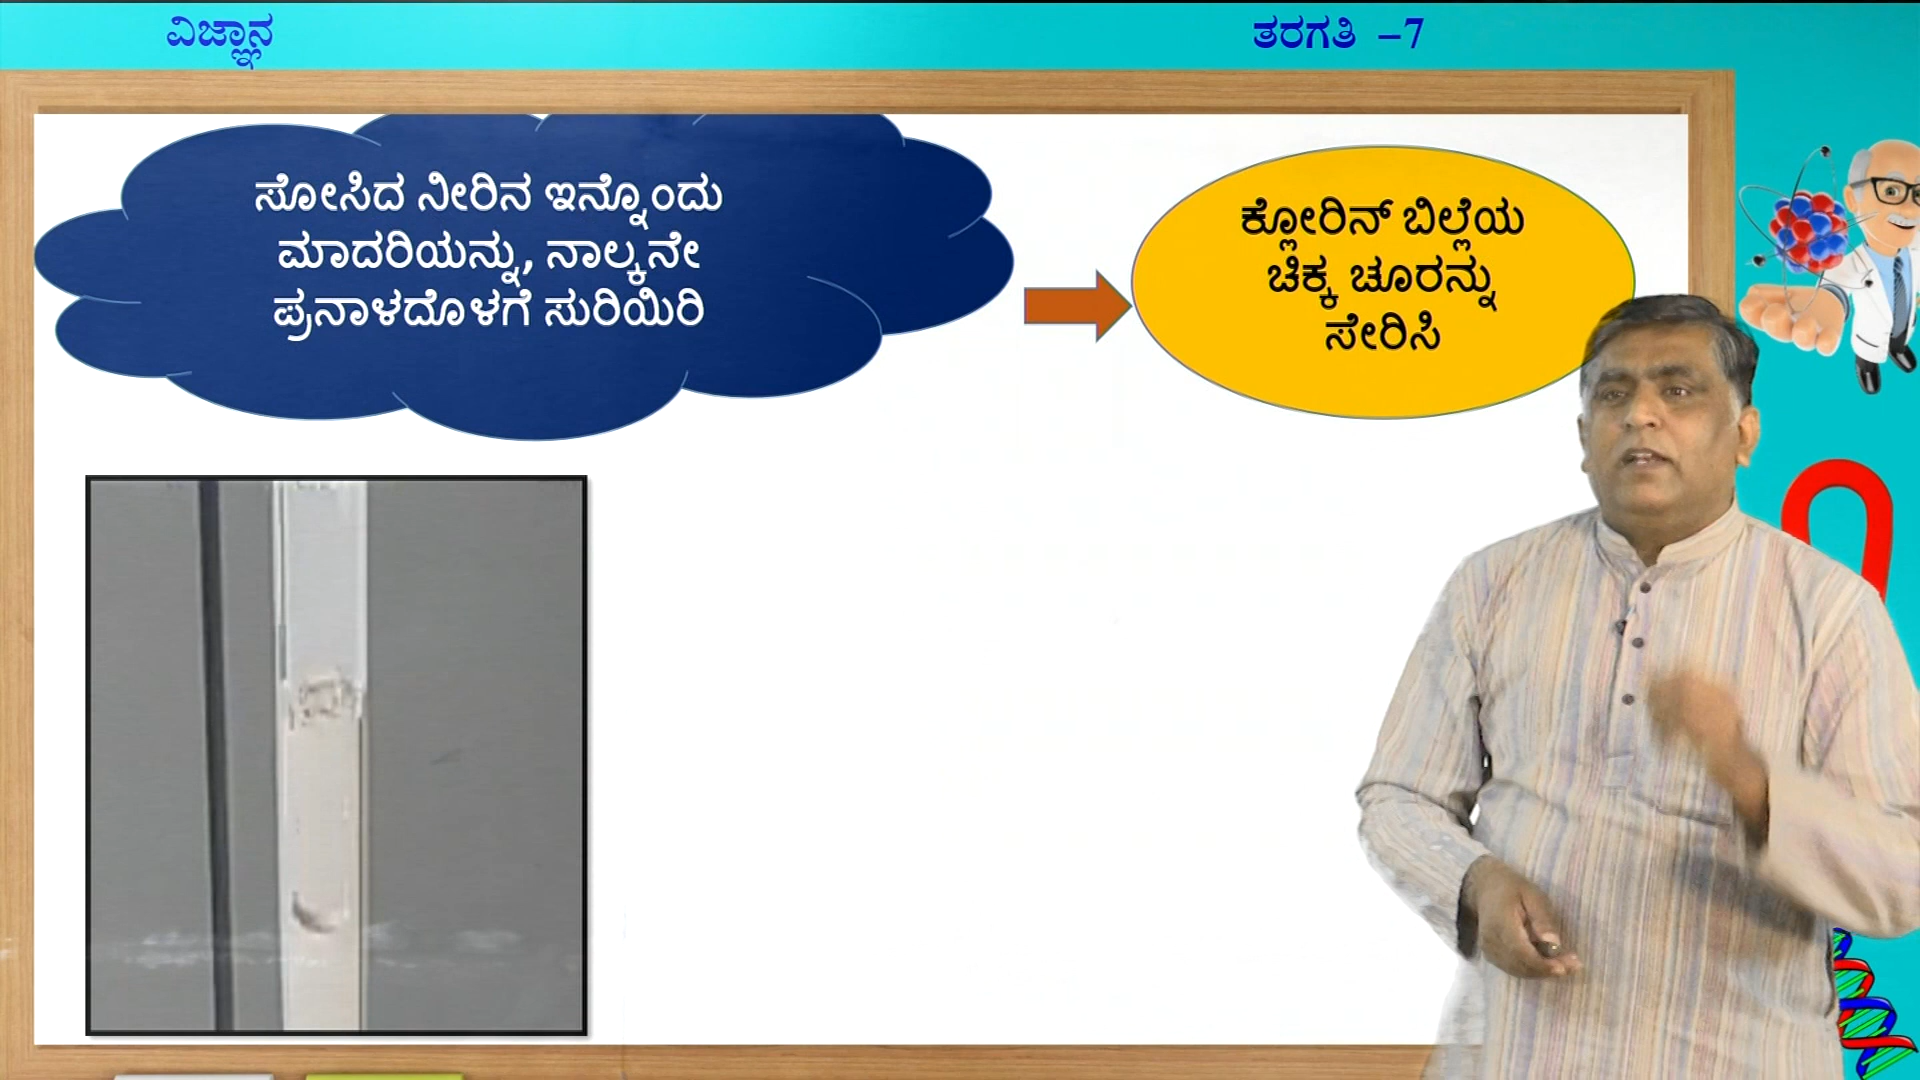 ವಿಜ್ಞಾನ
ತರಗತಿ –7
ಸೋಸಿದ ನೀರಿನ ಇನ್ನೊಂದು
ಮಾದರಿಯನ್ನು, ನಾಲ್ಕನೇ
ಪ್ರನಾಳದೊಳಗೆ ಸುರಿಯಿರಿ
ಕ್ಲೋರಿನ್ ಬಿಲ್ಲೆಯ
ಚಿಕ್ಕ ಚೂರನ್ನು
ಸೇರಿಸಿ